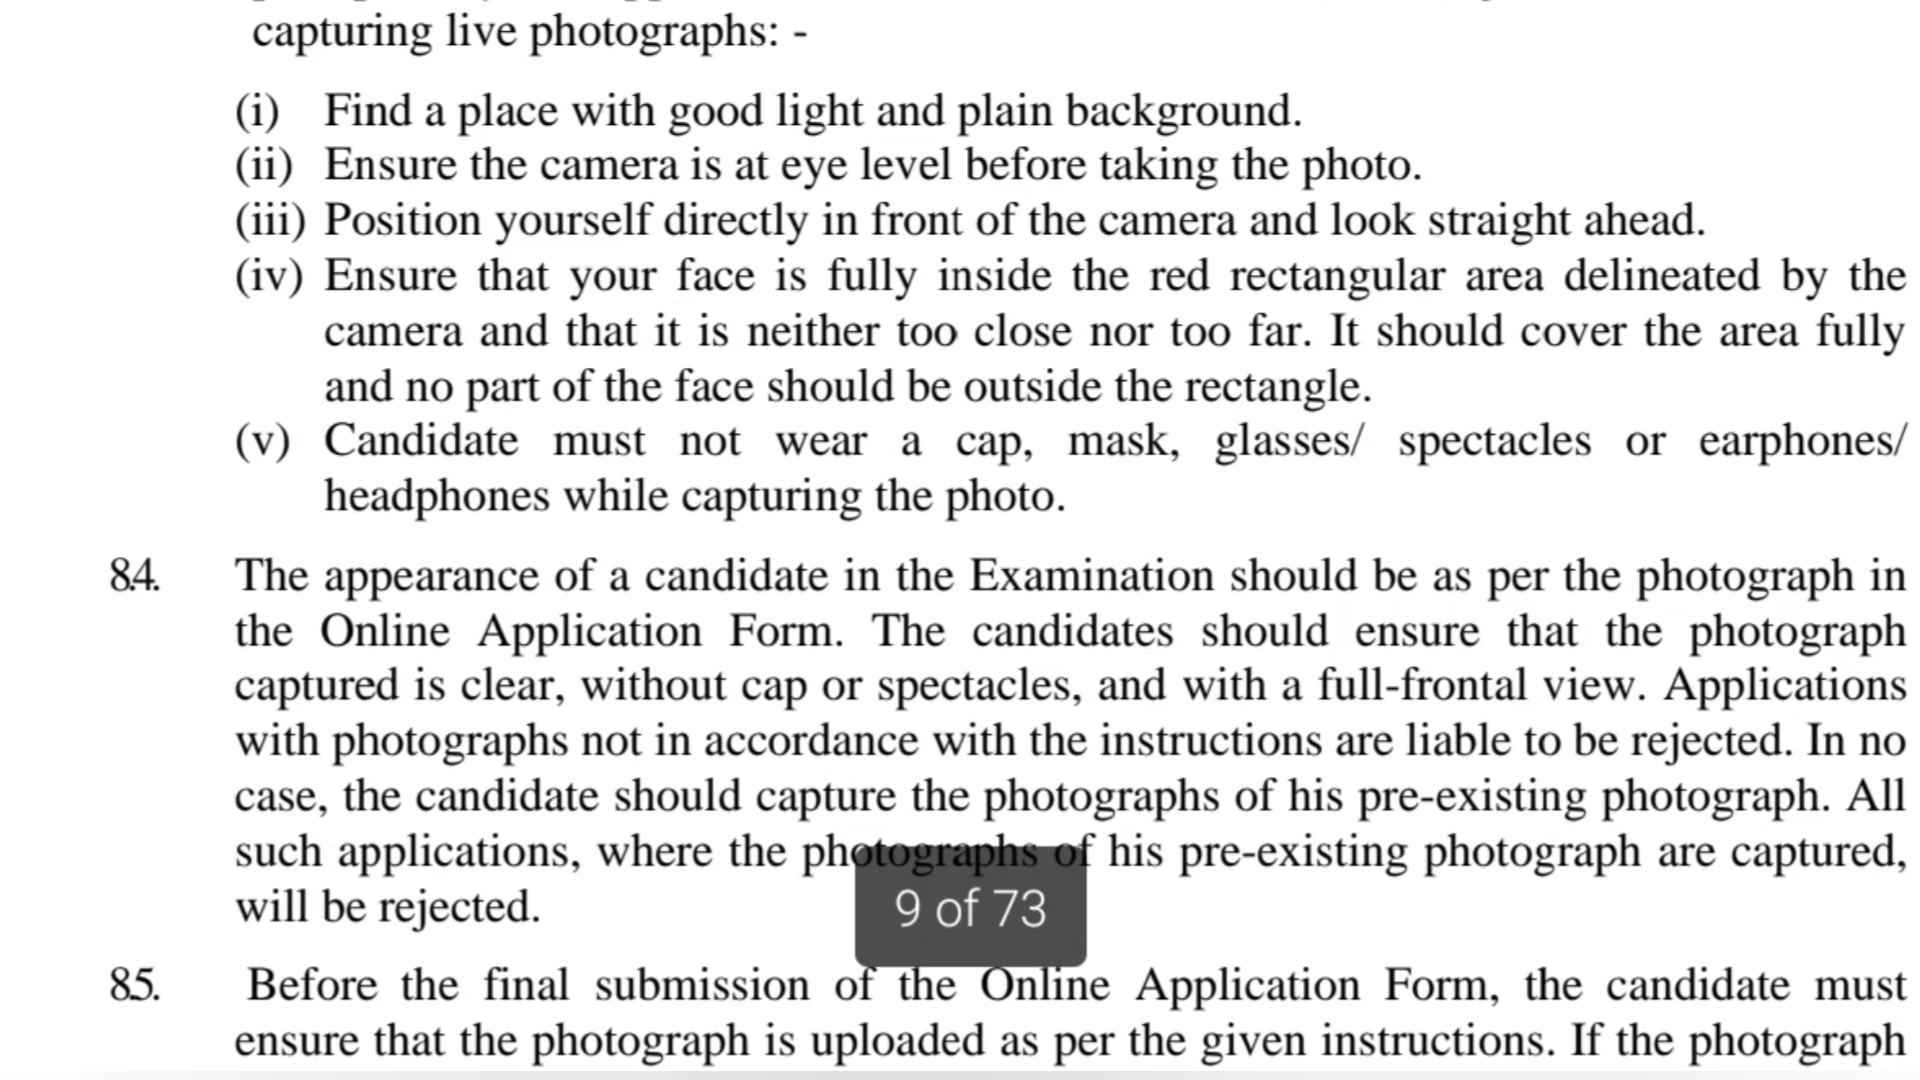 capturing live photographs: -
(i) Find a place with good light and plain background.
(ii) Ensure the camera is at eye level before taking the photo.
(iii) Position yourself directly in front of the camera and look straight ahead.
(iv) Ensure that your face is fully inside the red rectangular area delineated by the
camera and that it is neither too close nor too far. It should cover the area fully
and no part of the face should be outside the rectangle.
(v) Candidate must not wear a cap, mask, glasses/ spectacles or earphones/
headphones while capturing the photo.
8.4. The appearance of a candidate in the Examination should be as per the photograph in
the Online Application Form. The candidates should ensure that the photograph
captured is clear, without cap or spectacles, and with a full-frontal view. Applications
with photographs not in accordance with the instructions are liable to be rejected. In no
case, the candidate should capture the photographs of his pre-existing photograph. All
such applications, where the photographs of his pre-existing photograph are captured,
will be rejected.
9 of 73
8.5. Before the final submission of the Online Application Form, the candidate must
ensure that the photograph is uploaded as per the given instructions. If the photograph